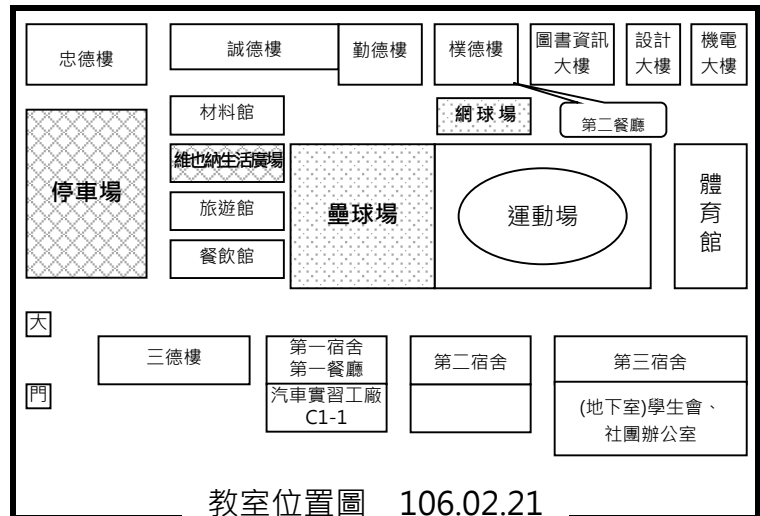 忠德樓
誠德樓
勤德樓
樸德樓
圖書資訊
大樓
設計
大樓
機電
大樓
材料館
網球場
第二餐廳
停車場
維也納生活廣場
旅遊館
餐飲館
壘球場
運動場
體
育
館
大
門
三德樓
第一宿舍
第一餐廳
汽車實習工廠
C1-1
第二宿舍
第三宿舍
(地下室)學生會、
社團辦公室
教室位置圖 106.02.21